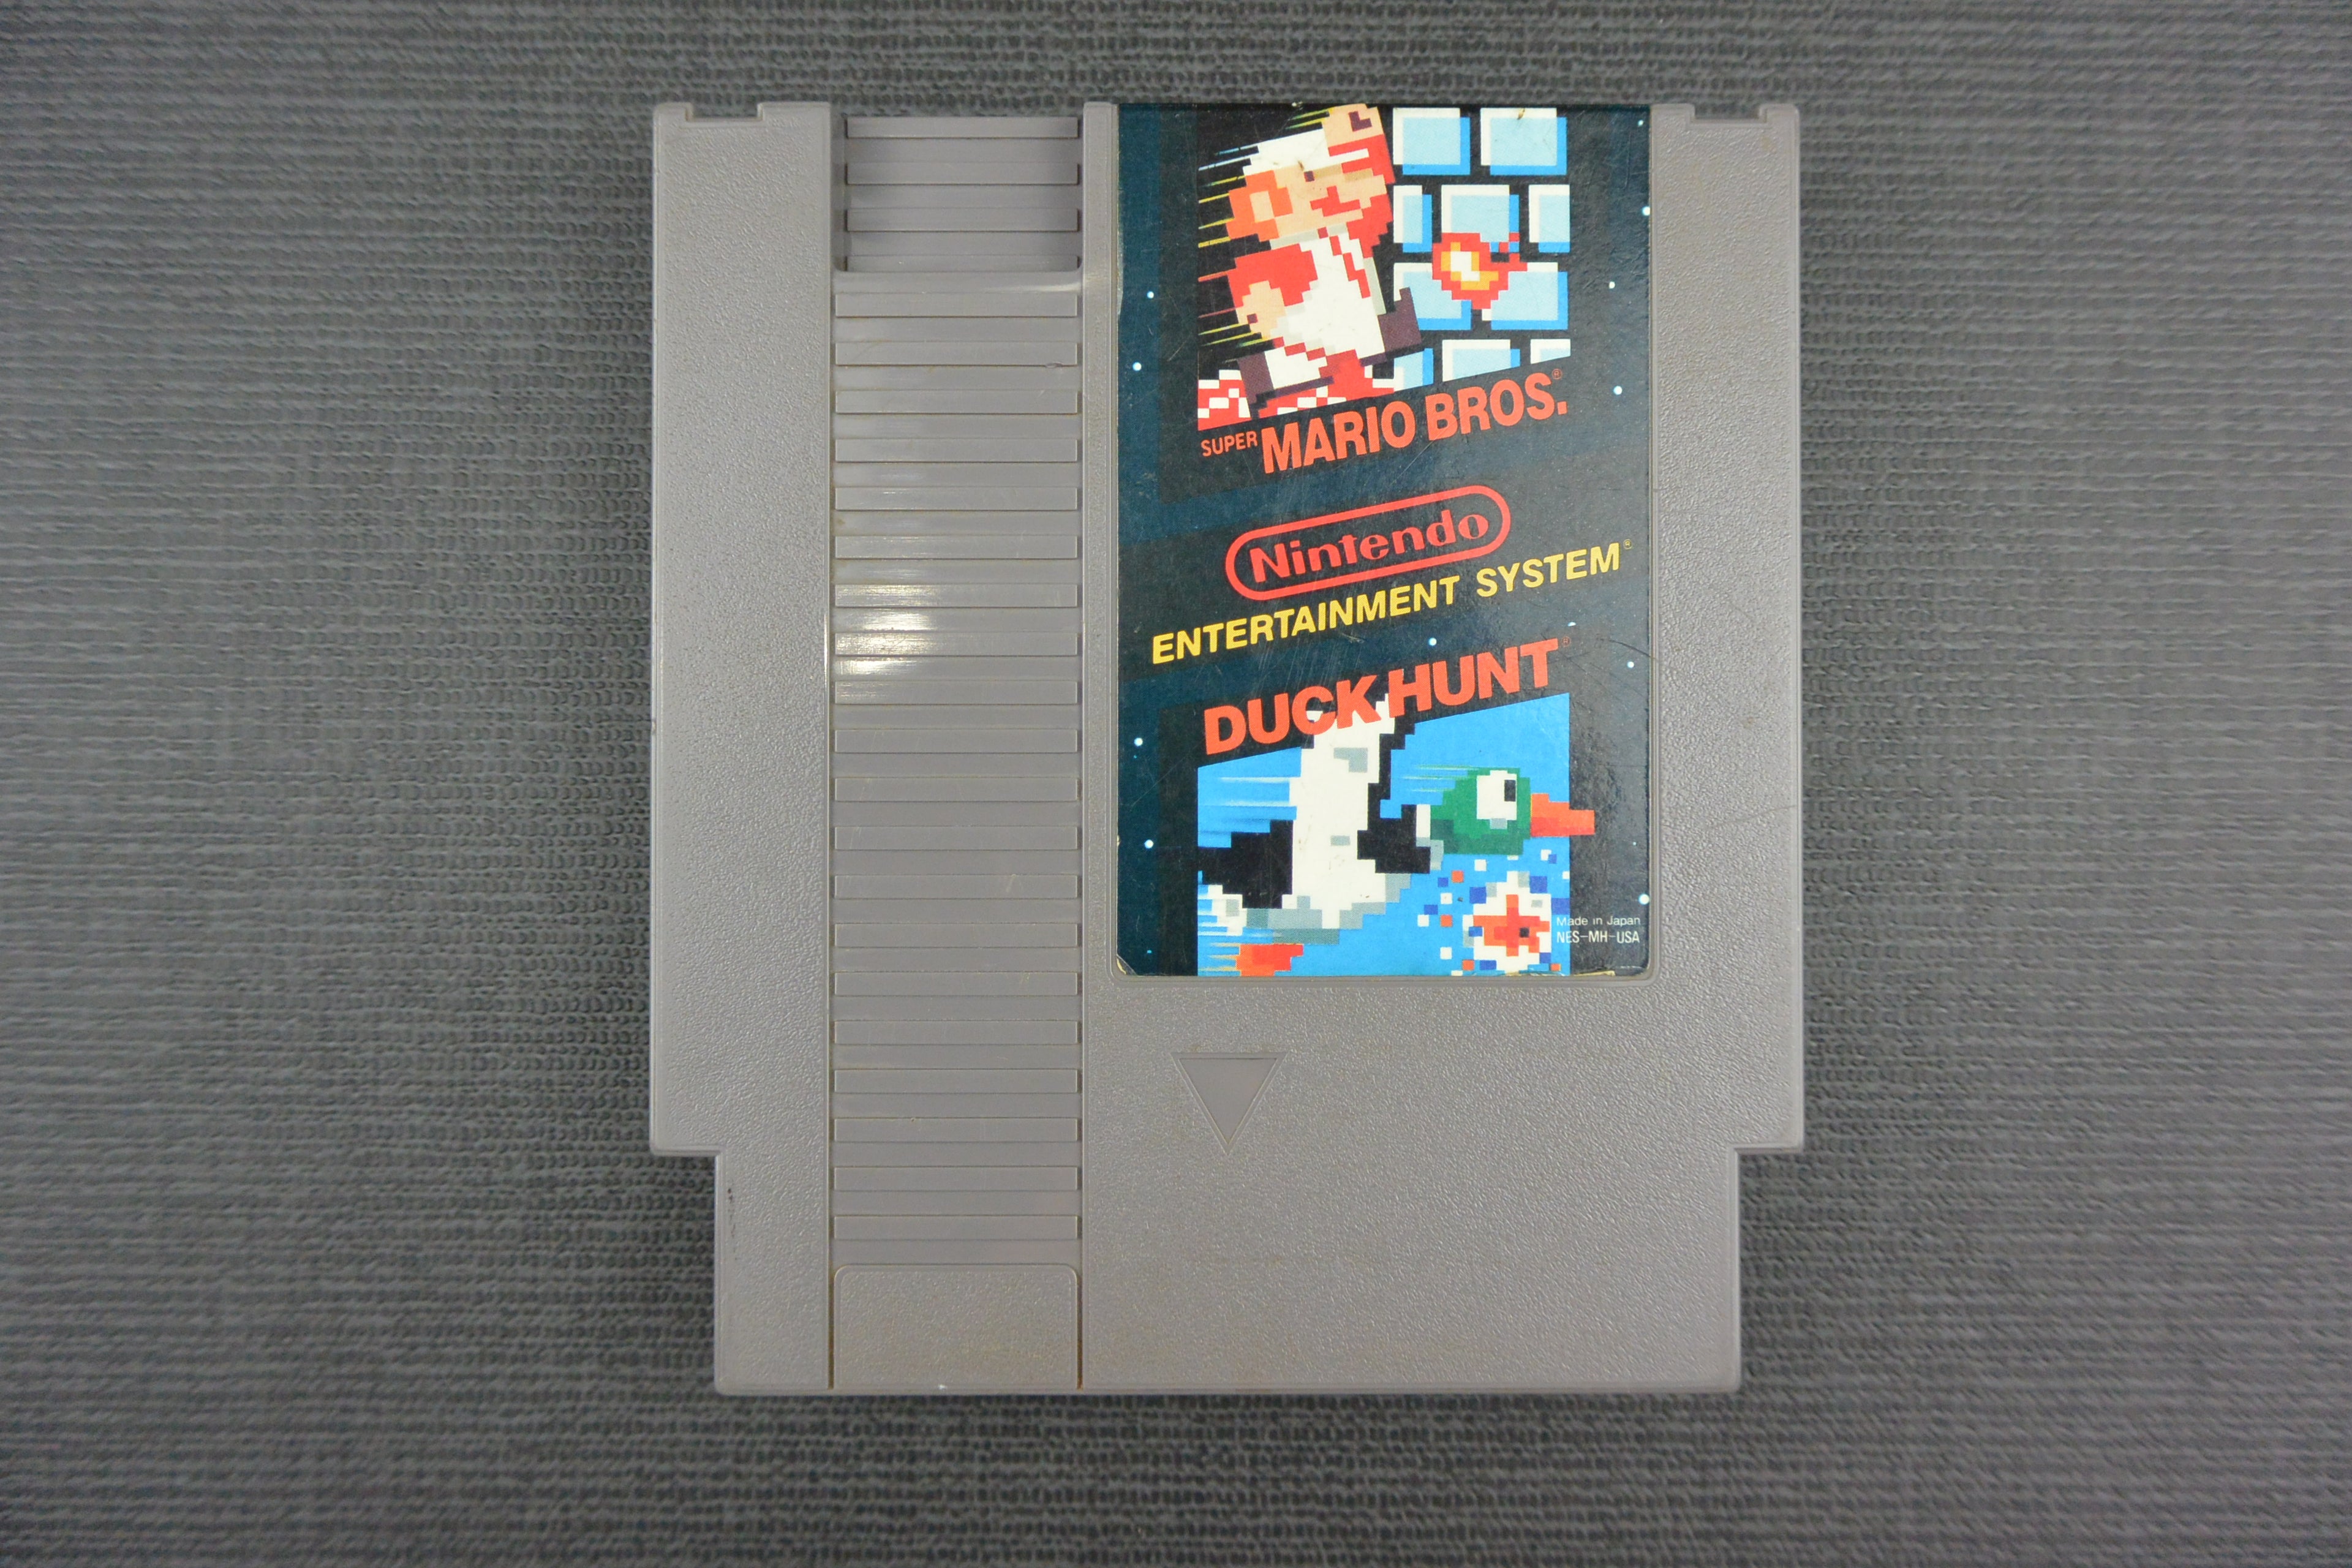 SUPER MARIO BROS.®
Nintendo
ENTERTAINMENT SYSTEM®
DUCK HUNT®
Made in Japan
NES-MH-USA